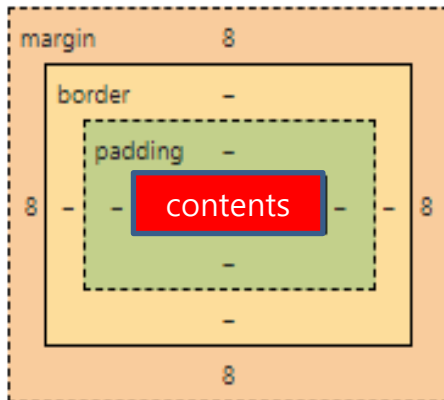 margin 8
border –
padding –
8 – – contents – – 8
–
–
8